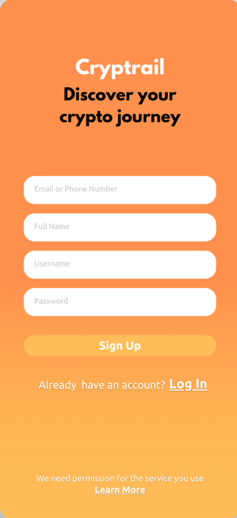 Cryptrail
Discover your
crypto journey
Email or Phone Number
Full Name
Username
Password
Sign Up
Already have an account? Log In
We need permission for the service you use
Learn More